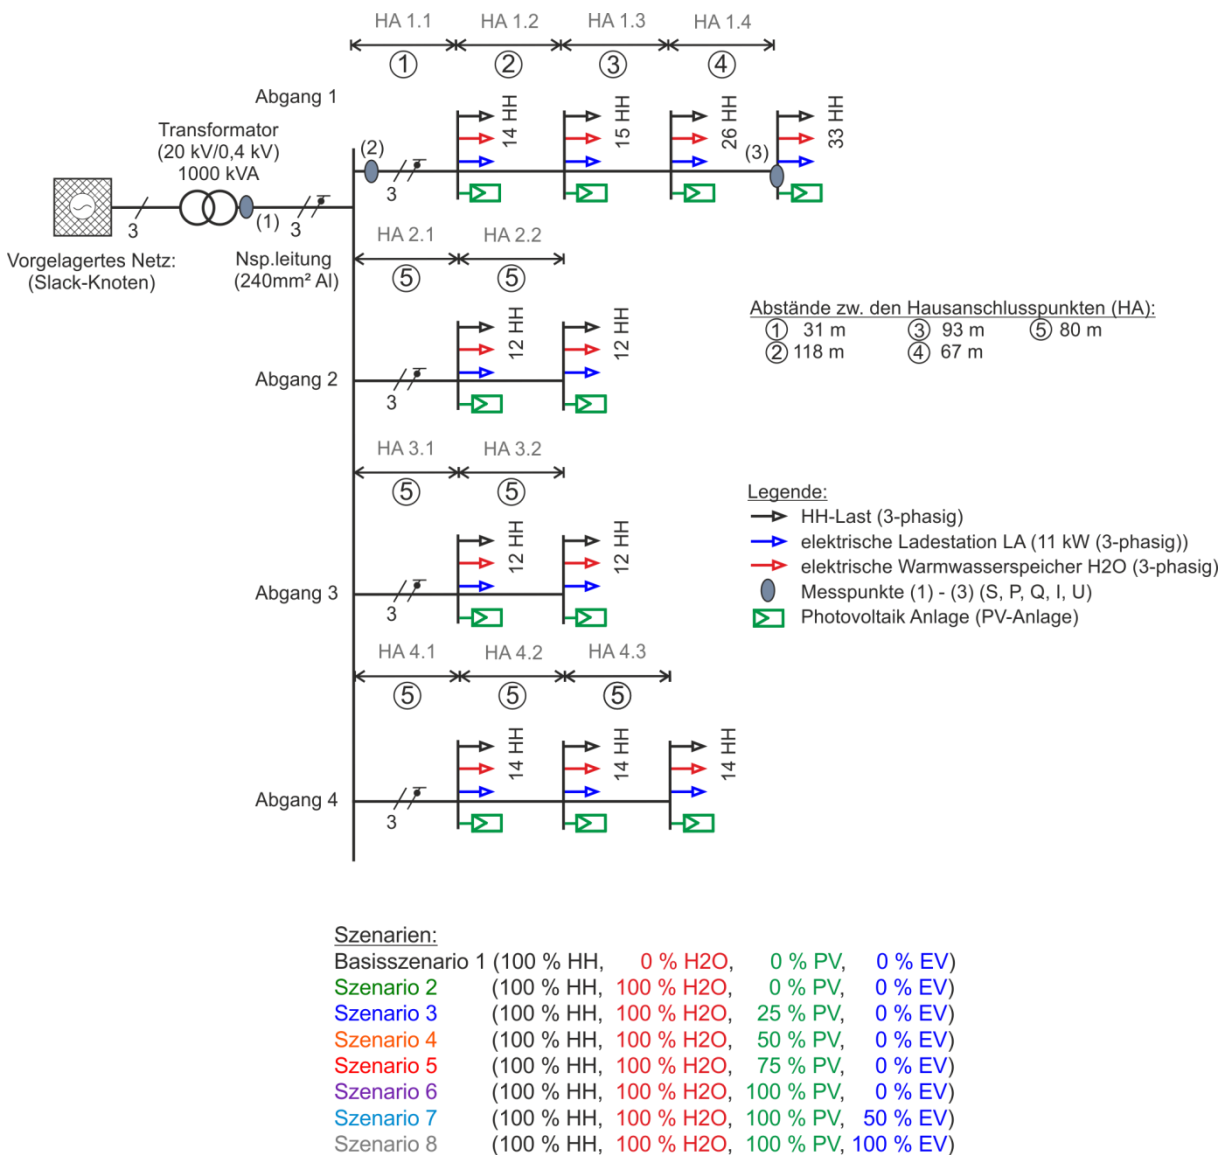 HA 1.1 HA 1.2 HA 1.3 HA 1.4
1 2 3 4
Abgang 1
14 HH 15 HH 26 HH 33 HH
Transformator
(20 kV/0,4 kV)
1000 kVA
(2) (3)
3
3 (1) 3
HA 2.1 HA 2.2
Vorgelagertes Netz:
(Slack-Knoten)
Nsp.leitung
(240mm² Al)
5 5
12 HH 12 HH
Abgang 2
3
Abstände zw. den Hausanschlusspunkten (HA):
1 31 m 3 93 m 5 80 m
2 118 m 4 67 m
HA 3.1 HA 3.2
5 5
12 HH 12 HH
Abgang 3
3
Legende:
HH-Last (3-phasig)
elektrische Ladestation LA (11 kW (3-phasig))
elektrische Warmwasserspeicher H2O (3-phasig)
Messpunkte (1) - (3) (S, P, Q, I, U)
Photovoltaik Anlage (PV-Anlage)
HA 4.1 HA 4.2 HA 4.3
5 5 5
14 HH 14 HH 14 HH
Abgang 4
3
Szenarien:
Basisszenario 1 (100 % HH, 0 % H2O, 0 % PV, 0 % EV)
Szenario 2 (100 % HH, 100 % H2O, 0 % PV, 0 % EV)
Szenario 3 (100 % HH, 100 % H2O, 25 % PV, 0 % EV)
Szenario 4 (100 % HH, 100 % H2O, 50 % PV, 0 % EV)
Szenario 5 (100 % HH, 100 % H2O, 75 % PV, 0 % EV)
Szenario 6 (100 % HH, 100 % H2O, 100 % PV, 0 % EV)
Szenario 7 (100 % HH, 100 % H2O, 100 % PV, 50 % EV)
Szenario 8 (100 % HH, 100 % H2O, 100 % PV, 100 % EV)